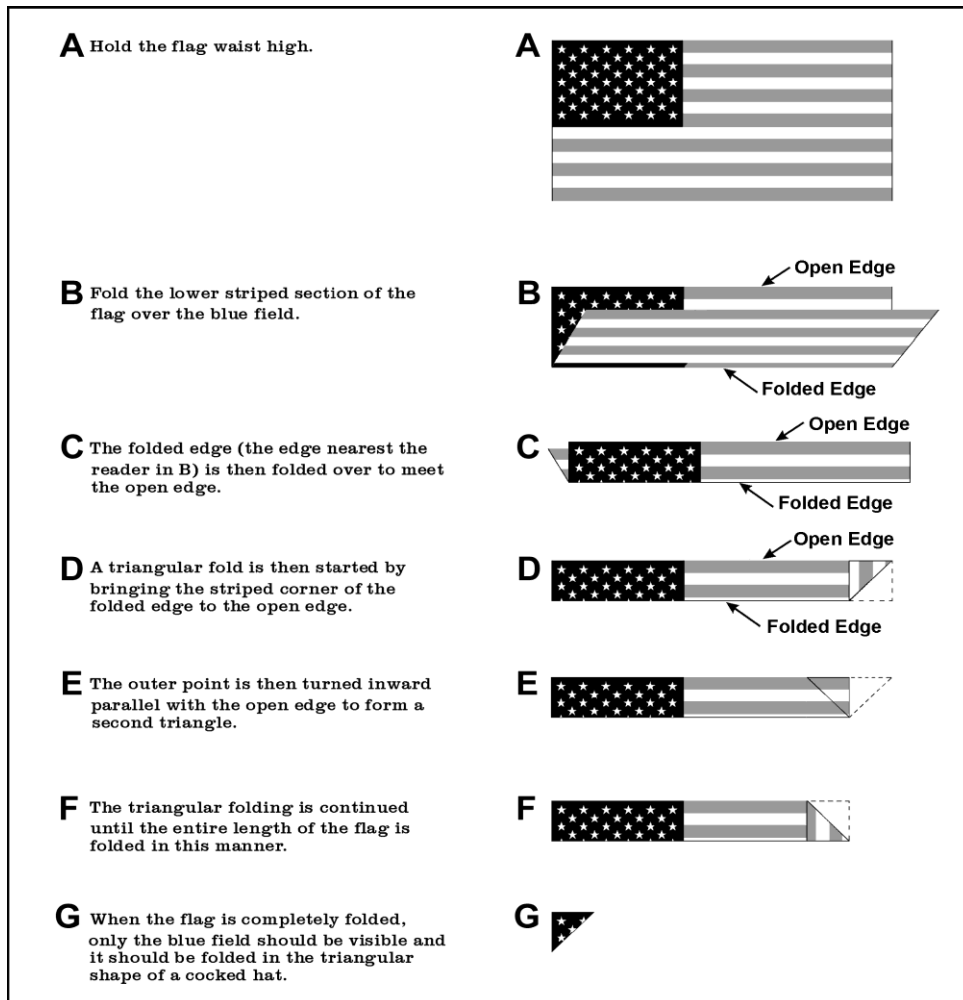 A Hold the flag waist high.
A
B Fold the lower striped section of the
flag over the blue field.
B
Open Edge
Folded Edge
C The folded edge (the edge nearest the
reader in B) is then folded over to meet
the open edge.
C
Open Edge
Folded Edge
D A triangular fold is then started by
bringing the striped corner of the
folded edge to the open edge.
D
Open Edge
Folded Edge
E The outer point is then turned inward
parallel with the open edge to form a
second triangle.
E
F The triangular folding is continued
until the entire length of the flag is
folded in this manner.
F
G When the flag is completely folded,
only the blue field should be visible and
it should be folded in the triangular
shape of a cocked hat.
G